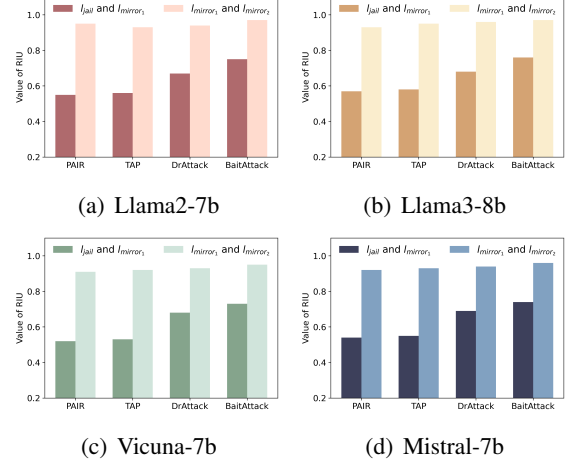 I_jail and I_mirror₁ I_mirror₁ and I_mirror₂
1.0
0.8
0.6
0.4
0.2
Value of RIU
PAIR TAP DrAttack BaitAttack
(a) Llama2-7b
I_jail and I_mirror₁ I_mirror₁ and I_mirror₂
1.0
0.8
0.6
0.4
0.2
Value of RIU
PAIR TAP DrAttack BaitAttack
(b) Llama3-8b
I_jail and I_mirror₁ I_mirror₁ and I_mirror₂
1.0
0.8
0.6
0.4
0.2
Value of RIU
PAIR TAP DrAttack BaitAttack
(c) Vicuna-7b
I_jail and I_mirror₁ I_mirror₁ and I_mirror₂
1.0
0.8
0.6
0.4
0.2
Value of RIU
PAIR TAP DrAttack BaitAttack
(d) Mistral-7b